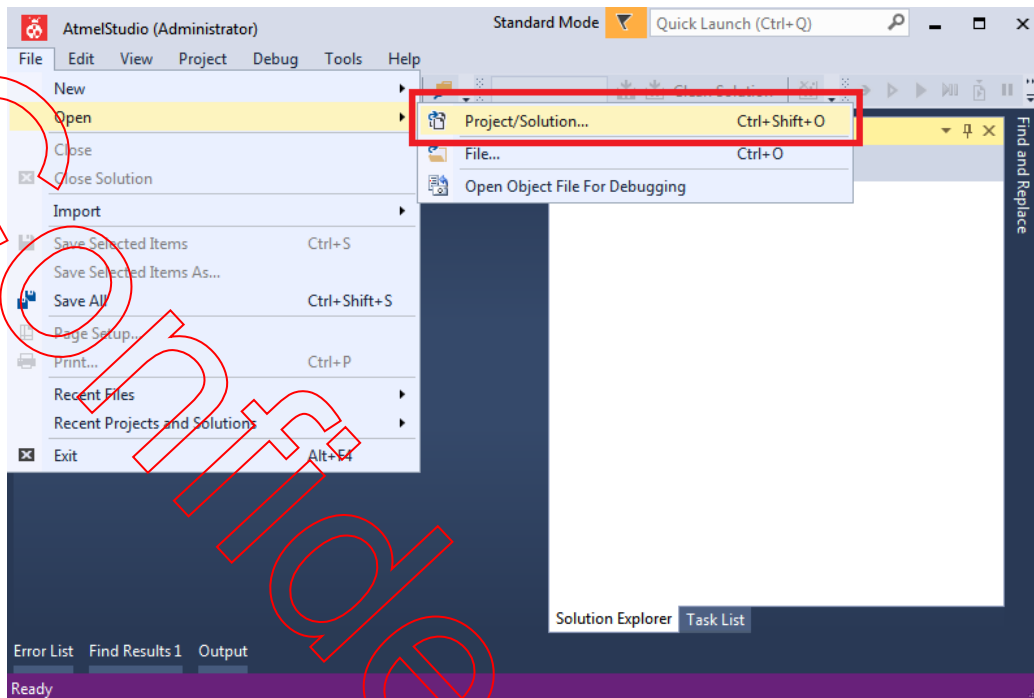 AtmelStudio (Administrator)
Standard Mode
Quick Launch (Ctrl+Q)
File Edit View Project Debug Tools Help
New
Clean Solution
Open
Project/Solution... Ctrl+Shift+O
Close
File... Ctrl+O
Close Solution
Open Object File For Debugging
Find and Replace
Import
Save Selected Items Ctrl+S
Save Selected Items As...
Save All Ctrl+Shift+S
Page Setup...
Print... Ctrl+P
Recent Files
Recent Projects and Solutions
Exit Alt+F4
Solution Explorer Task List
Error List Find Results 1 Output
Ready